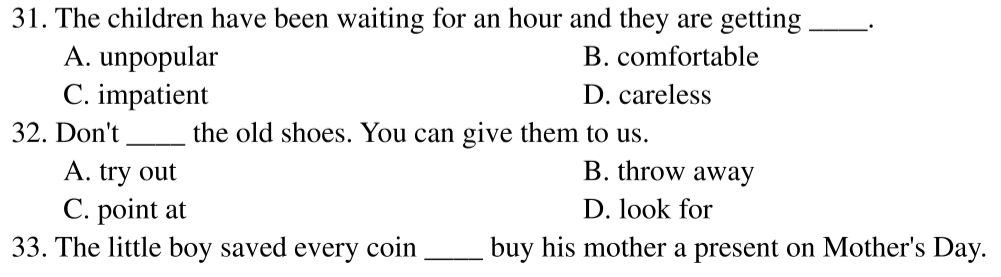 31. The children have been waiting for an hour and they are getting ____.
A. unpopular B. comfortable
C. impatient D. careless
32. Don't ____ the old shoes. You can give them to us.
A. try out B. throw away
C. point at D. look for
33. The little boy saved every coin ____ buy his mother a present on Mother's Day.